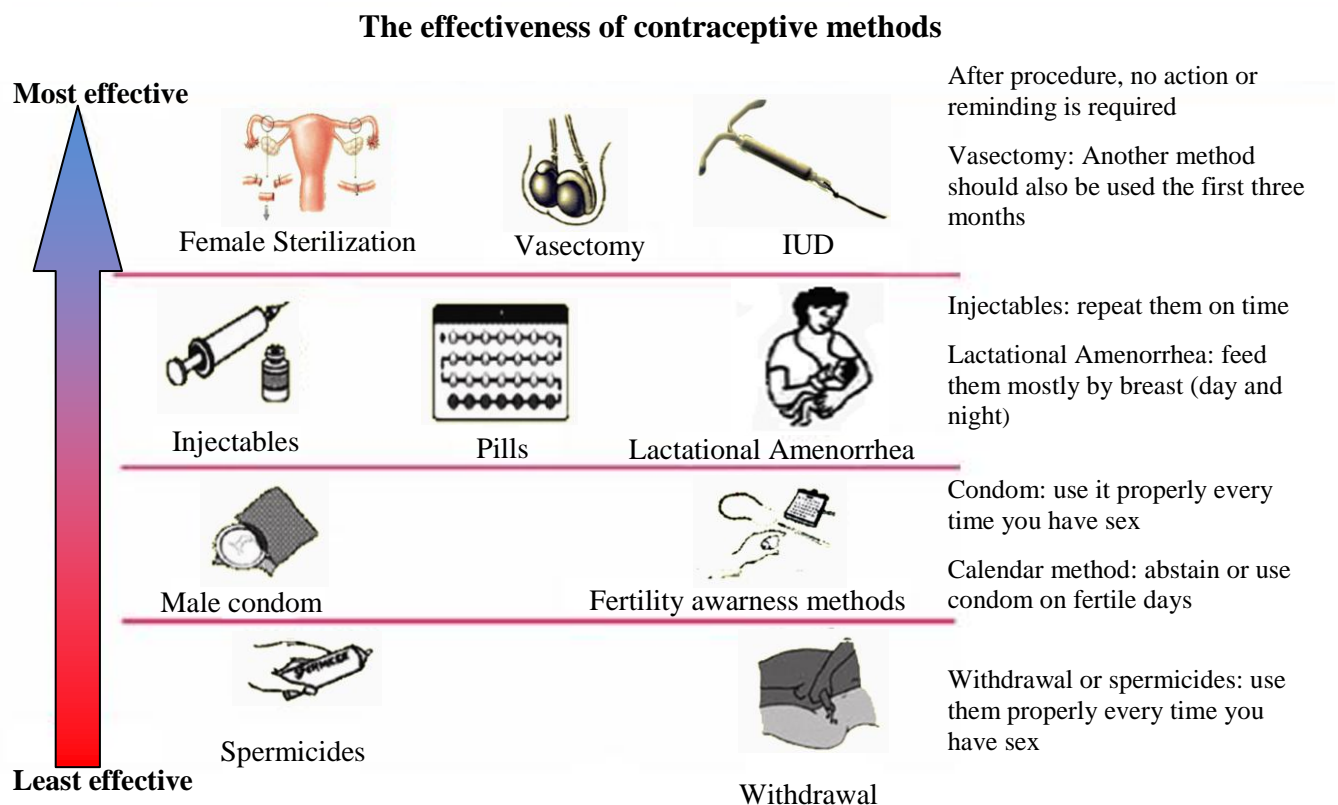 The effectiveness of contraceptive methods
Most effective
After procedure, no action or
reminding is required
Vasectomy: Another method
should also be used the first three
months
Female Sterilization
Vasectomy
IUD
Injectables: repeat them on time
Lactational Amenorrhea: feed
them mostly by breast (day and
night)
Injectables
Pills
Lactational Amenorrhea
Condom: use it properly every
time you have sex
Calendar method: abstain or use
condom on fertile days
Male condom
Fertility awarness methods
Withdrawal or spermicides: use
them properly every time you
have sex
Spermicides
Withdrawal
Least effective